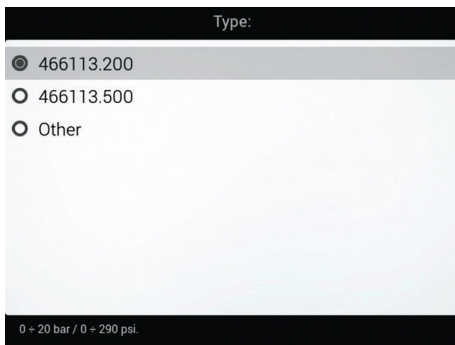 Type:
466113.200
466113.500
Other
0 ÷ 20 bar / 0 ÷ 290 psi.